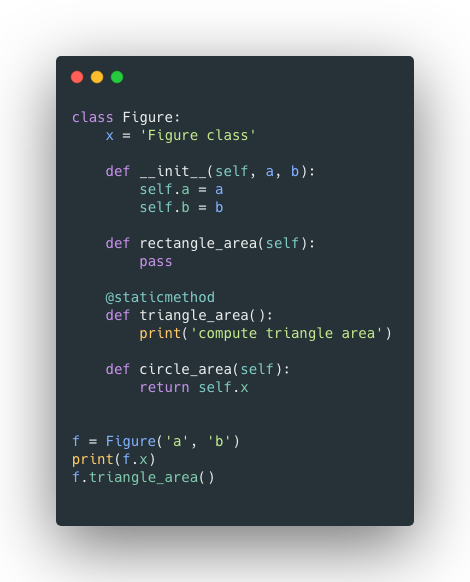 class Figure:
    x = 'Figure class'

    def __init__(self, a, b):
        self.a = a
        self.b = b

    def rectangle_area(self):
        pass

    @staticmethod
    def triangle_area():
        print('compute triangle area')

    def circle_area(self):
        return self.x


f = Figure('a', 'b')
print(f.x)
f.triangle_area()